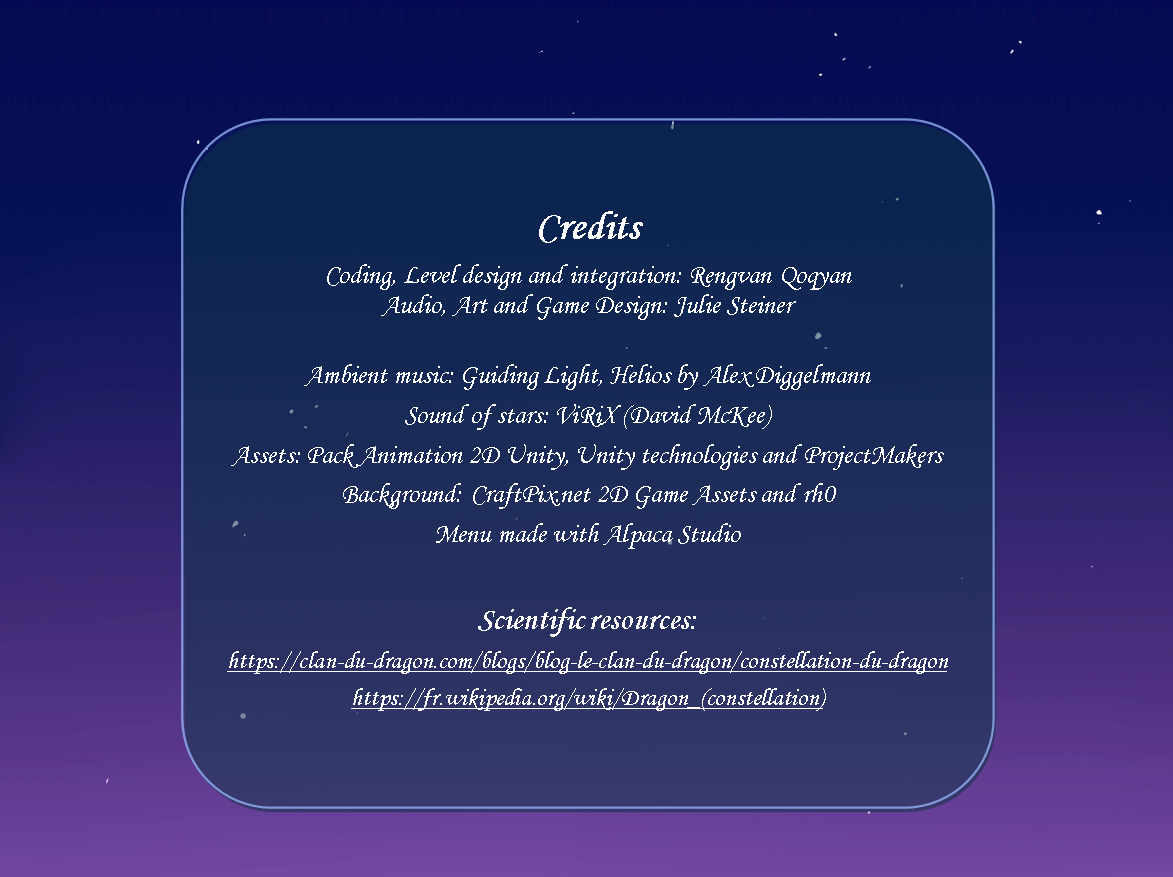 Credits
Coding, Level design and integration: Rengvan Qoqyan
Audio, Art and Game Design: Julie Steiner
Ambient music: Guiding Light, Helios by Alex Diggelmann
Sound of stars: ViRiX (David McKee)
Assets: Pack Animation 2D Unity, Unity technologies and ProjectMakers
Background: CraftPix.net 2D Game Assets and rh0
Menu made with Alpaca Studio
Scientific resources:
https://clan-du-dragon.com/blogs/blog-le-clan-du-dragon/constellation-du-dragon
https://fr.wikipedia.org/wiki/Dragon_(constellation)